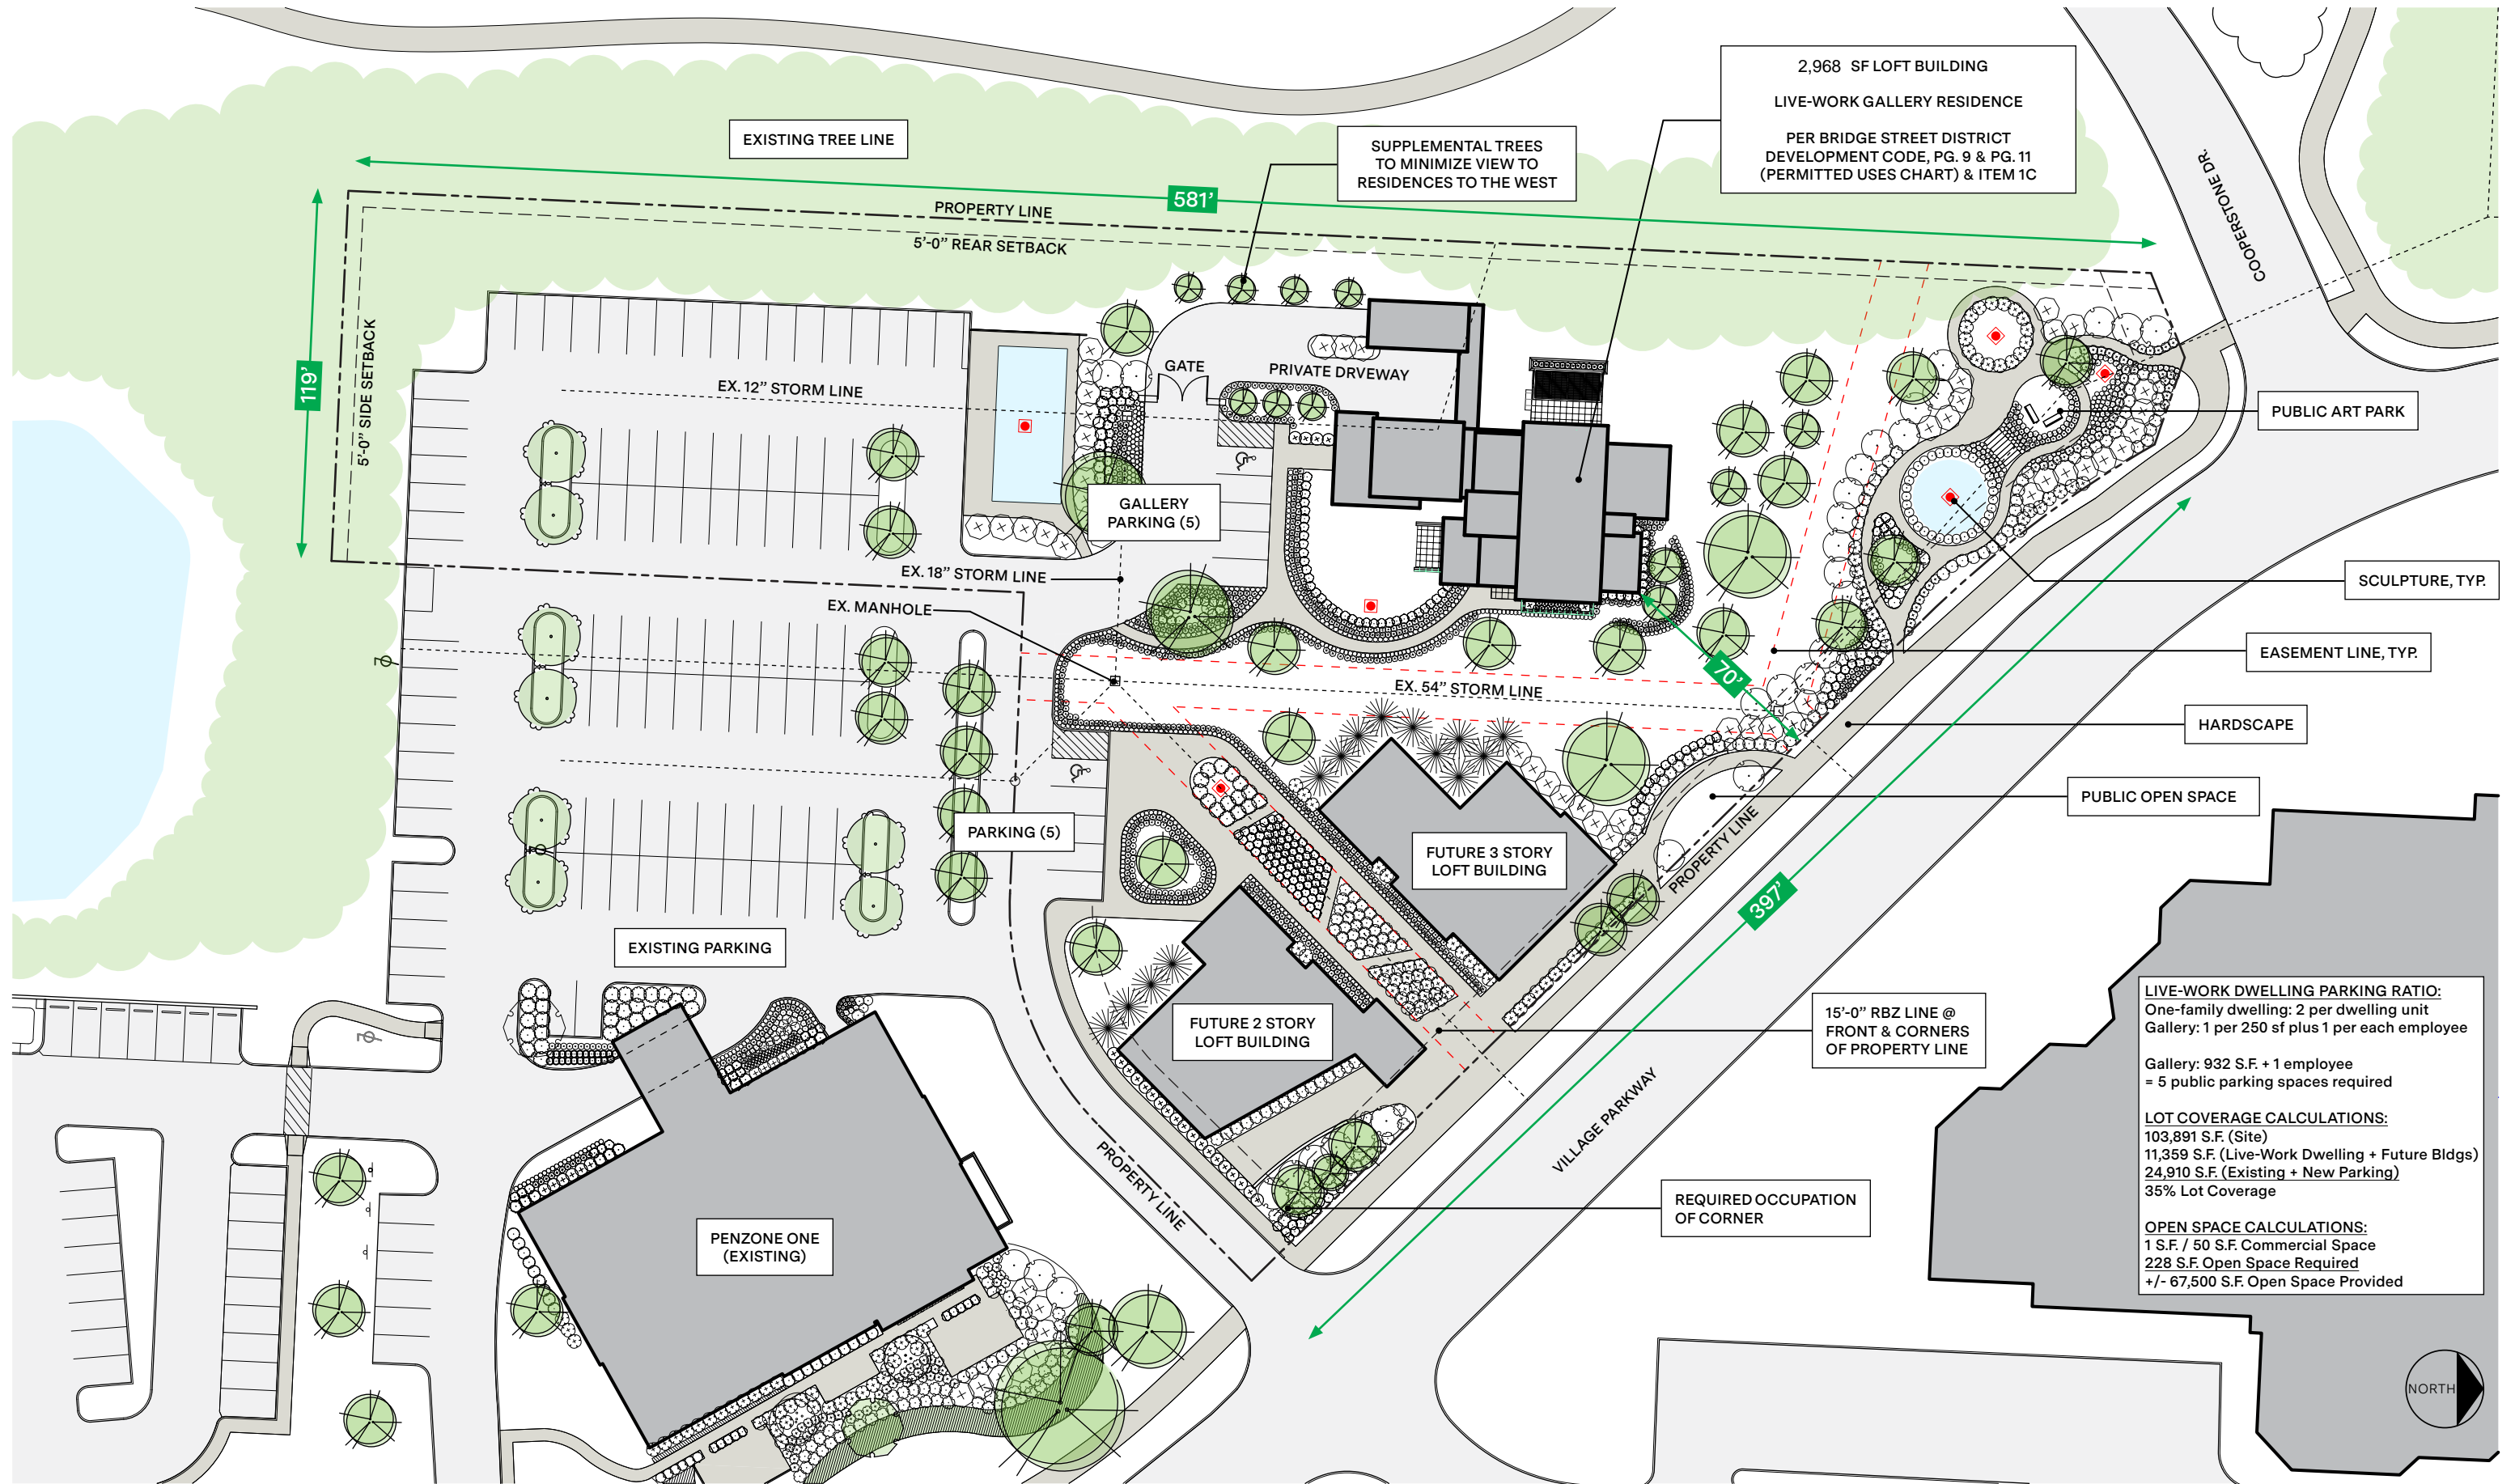 2,968 SF LOFT BUILDING
LIVE-WORK GALLERY RESIDENCE
PER BRIDGE STREET DISTRICT
DEVELOPMENT CODE, PG. 9 & PG. 11
(PERMITTED USES CHART) & ITEM 1C
EXISTING TREE LINE
SUPPLEMENTAL TREES
TO MINIMIZE VIEW TO
RESIDENCES TO THE WEST
COOPERSTONE DR.
581'
PROPERTY LINE
5'-0" REAR SETBACK
119'
5'-0" SIDE SETBACK
EX. 12" STORM LINE
GATE
PRIVATE DRVEWAY
PUBLIC ART PARK
GALLERY
PARKING (5)
EX. 18" STORM LINE
SCULPTURE, TYP.
EX. MANHOLE
EASEMENT LINE, TYP.
70'
EX. 54" STORM LINE
HARDSCAPE
PUBLIC OPEN SPACE
PARKING (5)
FUTURE 3 STORY
LOFT BUILDING
PROPERTY LINE
397'
EXISTING PARKING
FUTURE 2 STORY
LOFT BUILDING
15'-0" RBZ LINE @
FRONT & CORNERS
OF PROPERTY LINE
VILLAGE PARKWAY
PROPERTY LINE
REQUIRED OCCUPATION
OF CORNER
PENZONE ONE
(EXISTING)
LIVE-WORK DWELLING PARKING RATIO:
One-family dwelling: 2 per dwelling unit
Gallery: 1 per 250 sf plus 1 per each employee
Gallery: 932 S.F. + 1 employee
= 5 public parking spaces required
LOT COVERAGE CALCULATIONS:
103,891 S.F. (Site)
11,359 S.F. (Live-Work Dwelling + Future Bldgs)
24,910 S.F. (Existing + New Parking)
35% Lot Coverage
OPEN SPACE CALCULATIONS:
1 S.F. / 50 S.F. Commercial Space
228 S.F. Open Space Required
+/- 67,500 S.F. Open Space Provided
NORTH